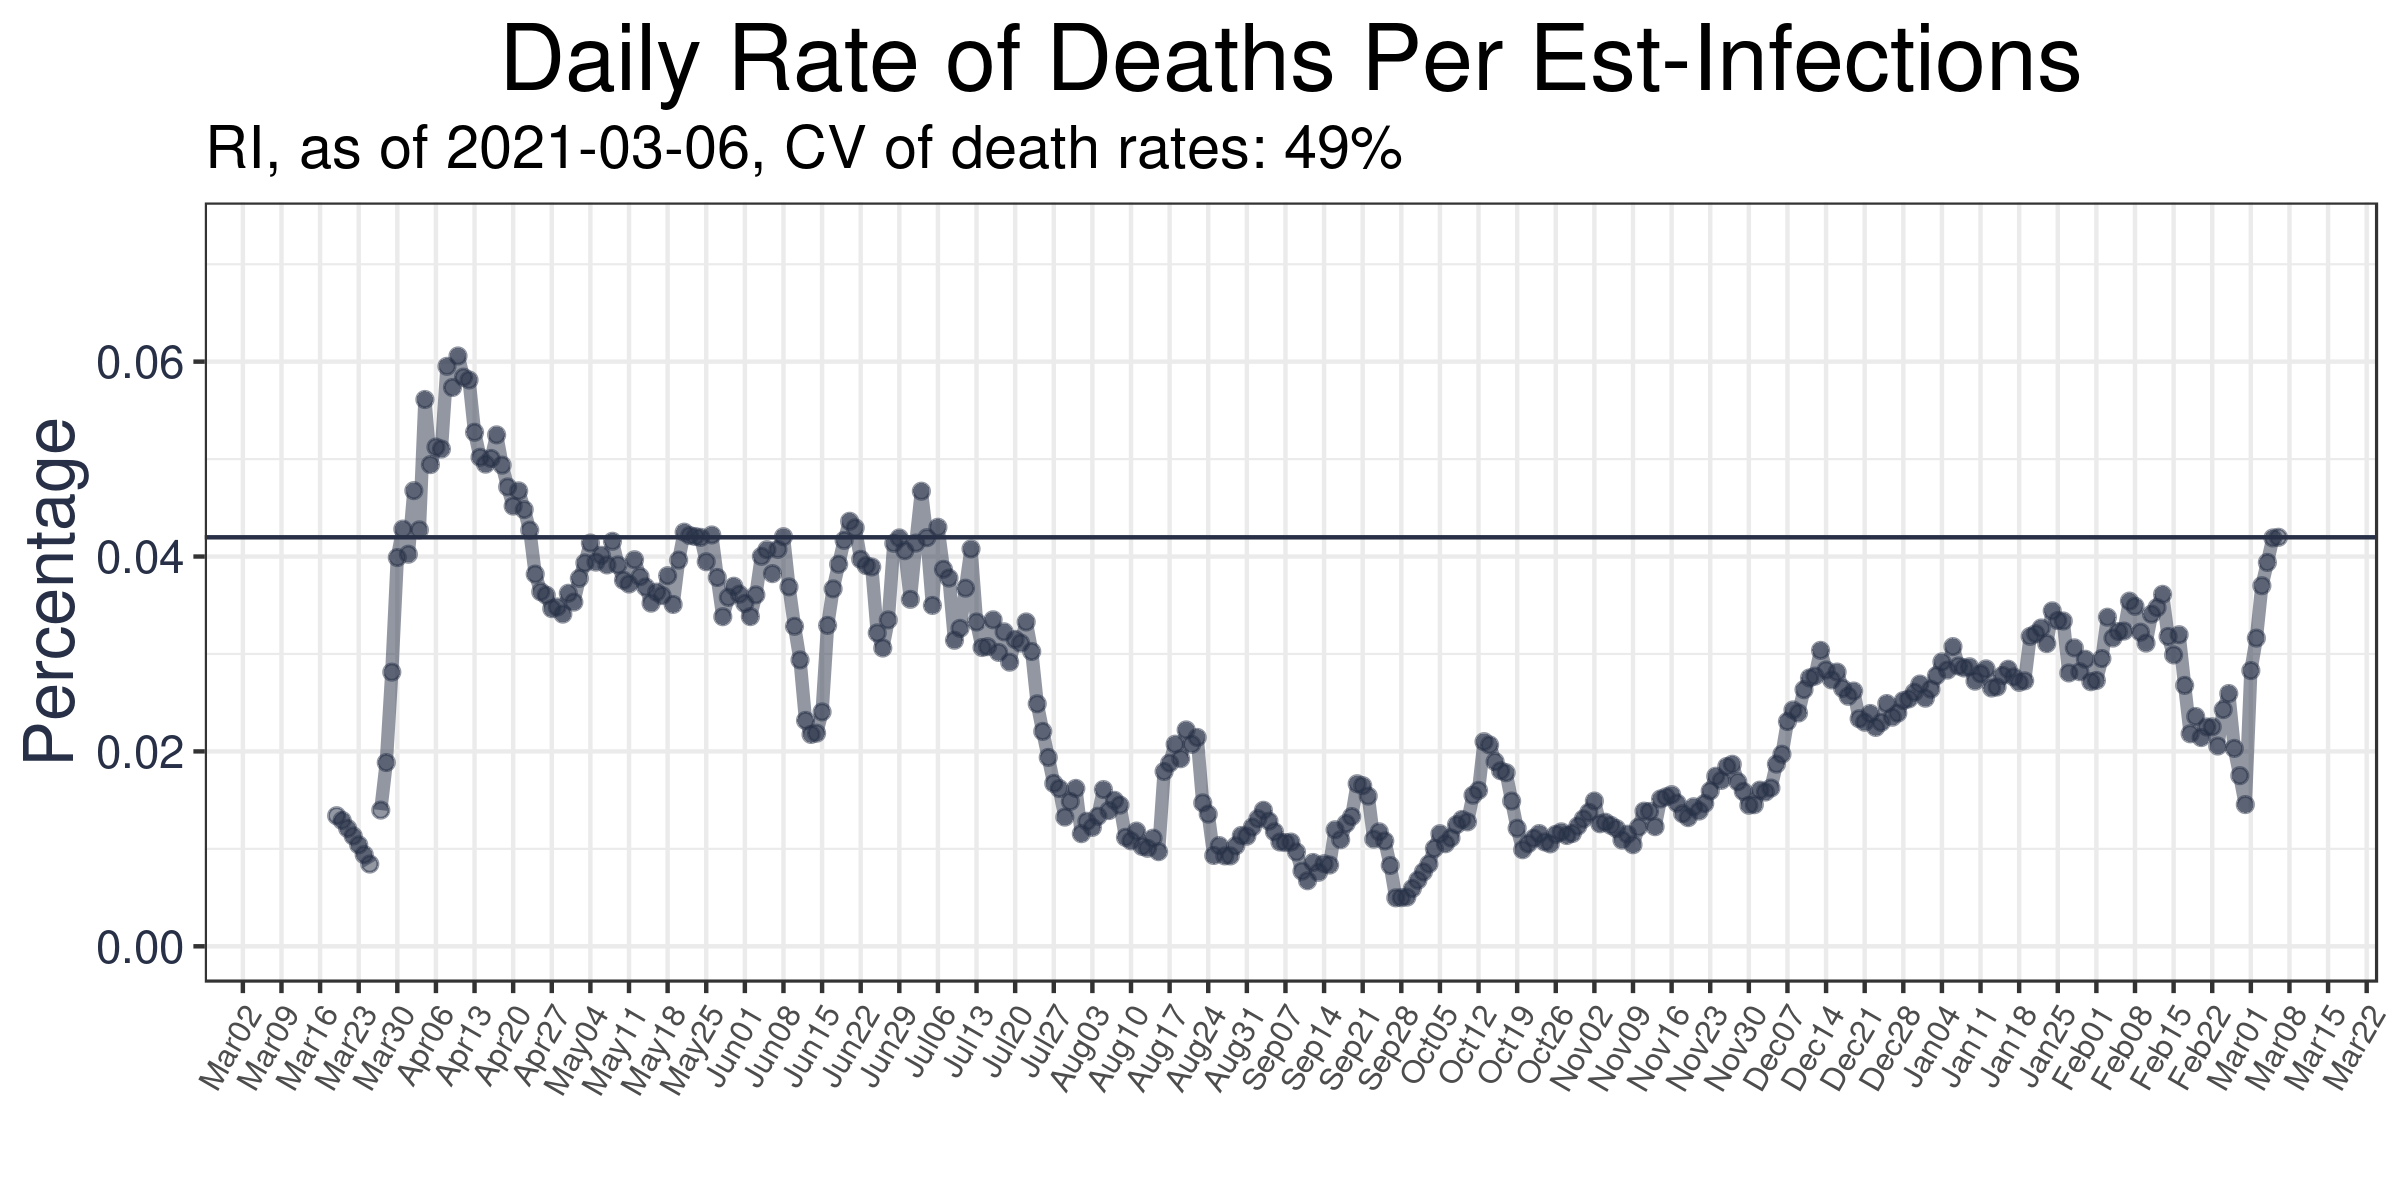 Daily Rate of Deaths Per Est-Infections
RI, as of 2021-03-06, CV of death rates: 49%
Percentage
0.06
0.04
0.02
0.00
Mar02
Mar09
Mar16
Mar23
Mar30
Apr06
Apr13
Apr20
Apr27
May04
May11
May18
May25
Jun01
Jun08
Jun15
Jun22
Jun29
Jul06
Jul13
Jul20
Jul27
Aug03
Aug10
Aug17
Aug24
Aug31
Sep07
Sep14
Sep21
Sep28
Oct05
Oct12
Oct19
Oct26
Nov02
Nov09
Nov16
Nov23
Nov30
Dec07
Dec14
Dec21
Dec28
Jan04
Jan11
Jan18
Jan25
Feb01
Feb08
Feb15
Feb22
Mar01
Mar08
Mar15
Mar22